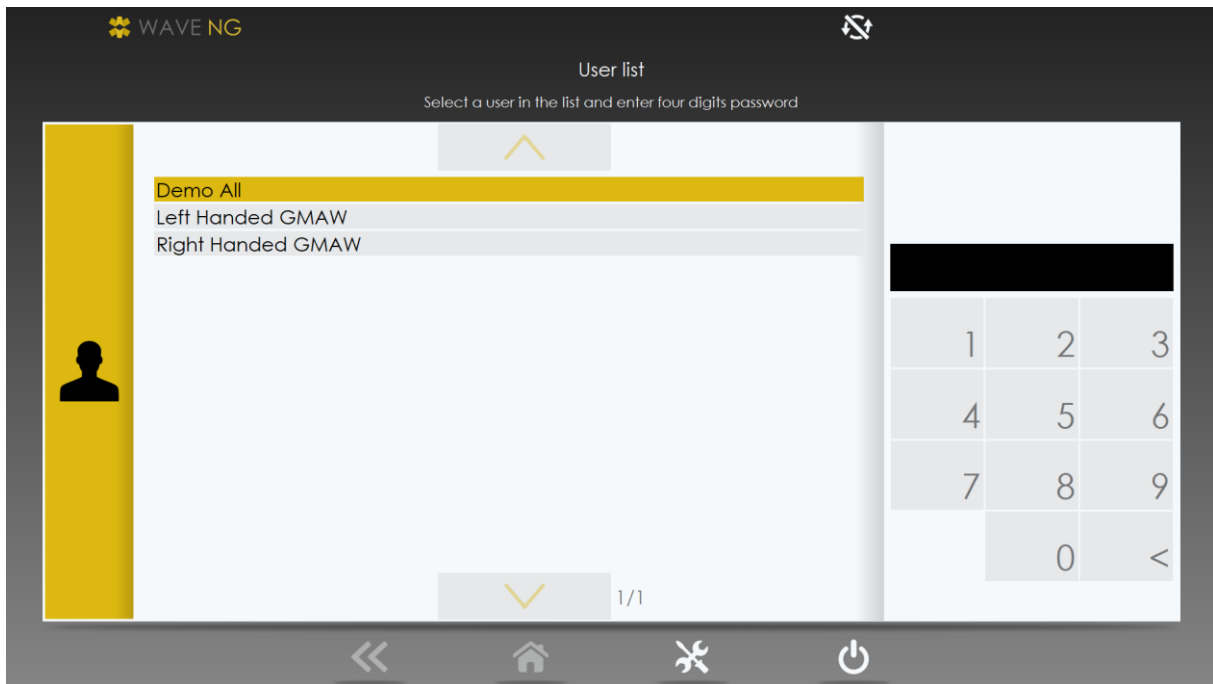 WAVE NG
User list
Select a user in the list and enter four digits password
Demo All
Left Handed GMAW
Right Handed GMAW
1 2 3
4 5 6
7 8 9
0 <
1/1